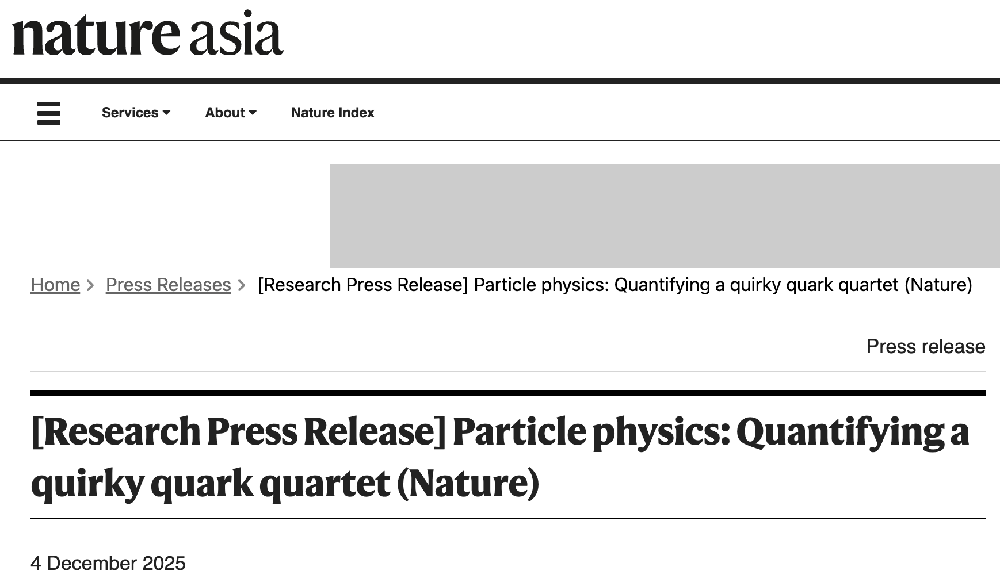 nature asia
Services About Nature Index
Home Press Releases [Research Press Release] Particle physics: Quantifying a quirky quark quartet (Nature)
Press release
[Research Press Release] Particle physics: Quantifying a
quirky quark quartet (Nature)
4 December 2025